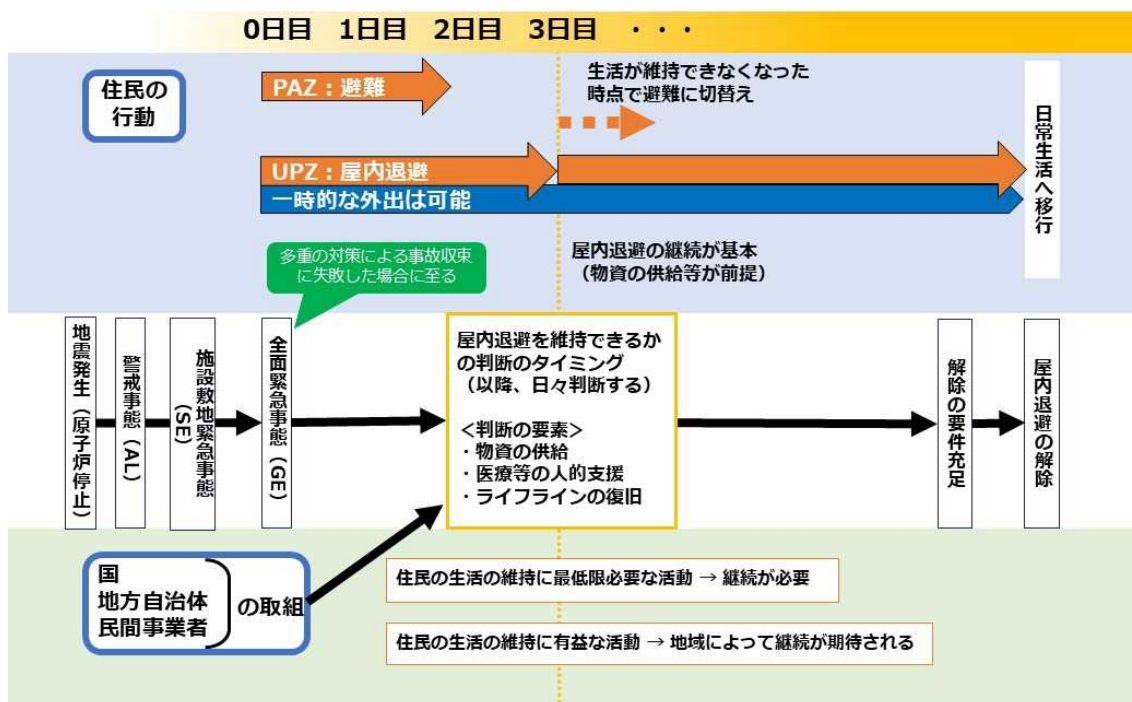 0日目 1日目 2日目 3日目 ・・・
住民の
行動
PAZ：避難
生活が維持できなくなった
時点で避難に切替え
UPZ：屋内退避
一時的な外出は可能
日常生活へ移行
多重の対策による事故収束
に失敗した場合に至る
屋内退避の継続が基本
（物資の供給等が前提）
地震発生（原子炉停止）
警戒事態（AL）
施設敷地緊急事態
(SE)
全面緊急事態（GE）
屋内退避を維持できるか
の判断のタイミング
（以降、日々判断する）
＜判断の要素＞
・物資の供給
・医療等の人的支援
・ライフラインの復旧
解除の要件充足
屋内退避の解除
国
地方自治体
民間事業者
の取組
住民の生活の維持に最低限必要な活動 → 継続が必要
住民の生活の維持に有益な活動 → 地域によって継続が期待される